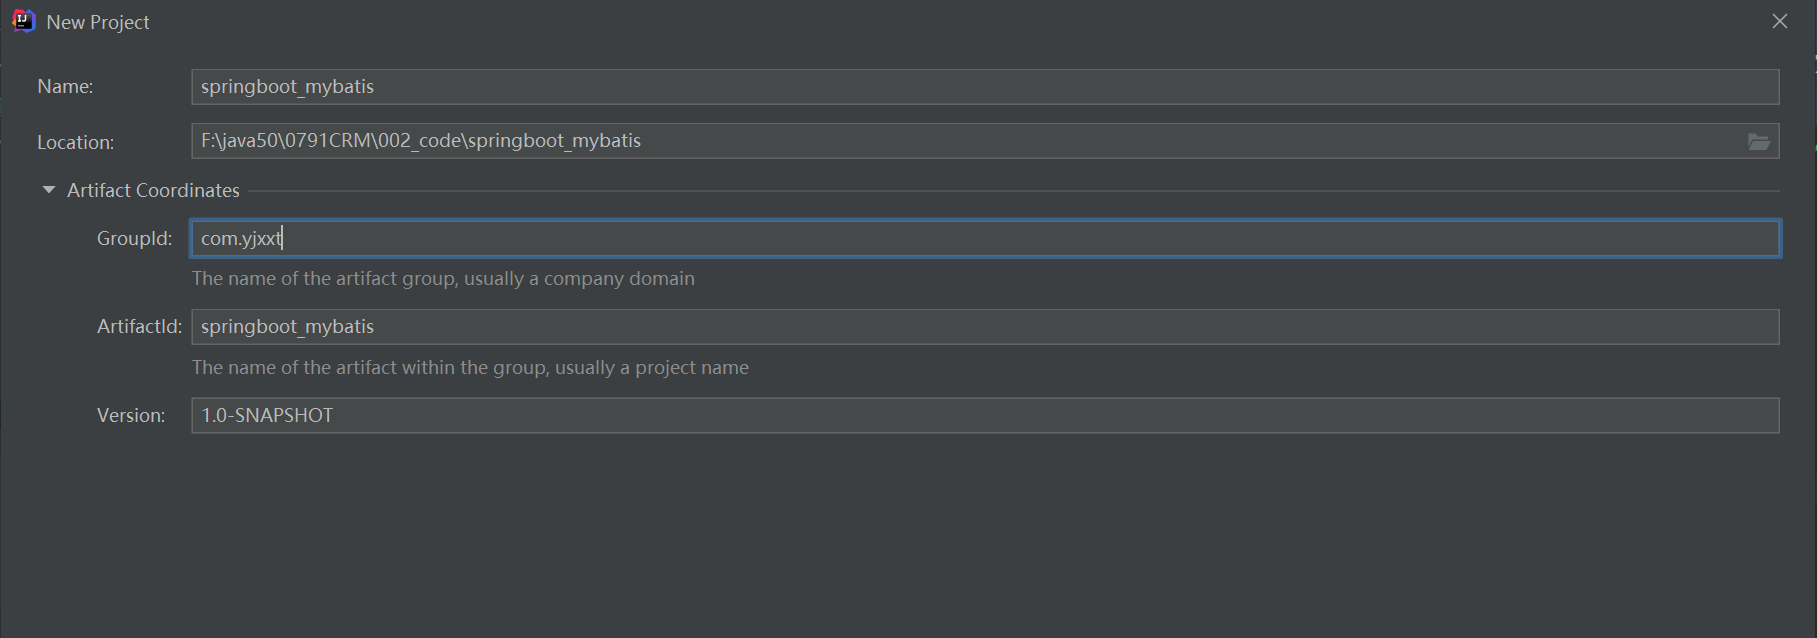 New Project
Name: springboot_mybatis
Location: F:\java50\0791CRM\002_code\springboot_mybatis
Artifact Coordinates
GroupId: com.yjxxt
The name of the artifact group, usually a company domain
ArtifactId: springboot_mybatis
The name of the artifact within the group, usually a project name
Version: 1.0-SNAPSHOT